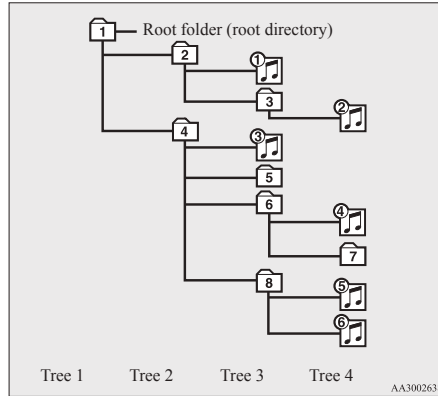 1 Root folder (root directory)
2 ①
3 ②
4 ③
5
6 ④
7
8 ⑤
⑥
Tree 1 Tree 2 Tree 3 Tree 4
AA300263